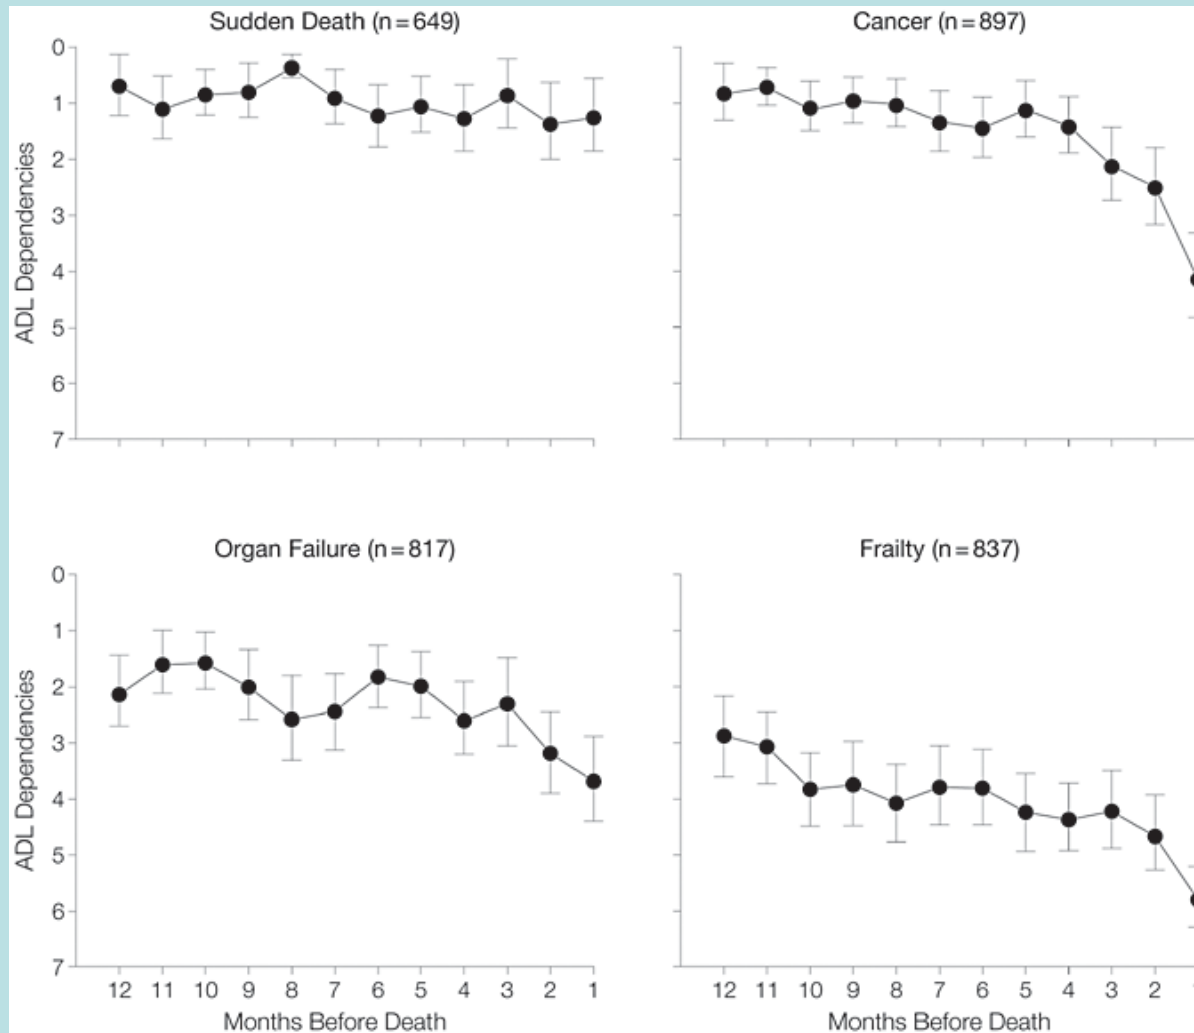 Sudden Death (n=649)
0
1
2
3
4
5
6
7
ADL Dependencies
Cancer (n=897)
Organ Failure (n=817)
0
1
2
3
4
5
6
7
ADL Dependencies
12 11 10 9 8 7 6 5 4 3 2 1
Months Before Death
Frailty (n=837)
12 11 10 9 8 7 6 5 4 3 2
Months Before Death